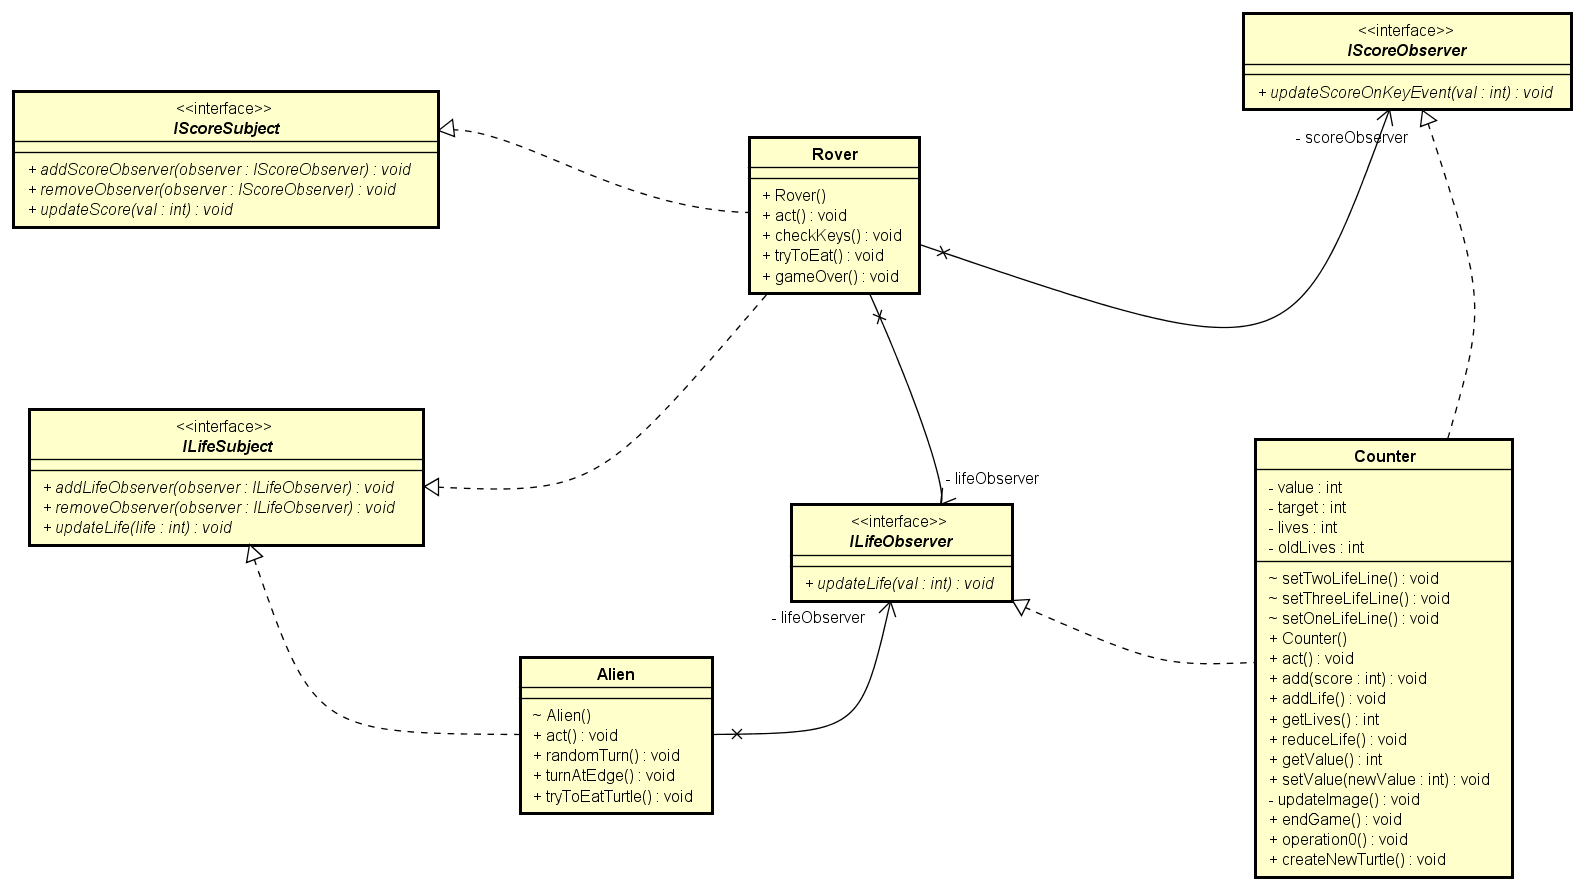 <<interface>>
IScoreObserver
+ updateScoreOnKeyEvent(val : int) : void
<<interface>>
IScoreSubject
+ addScoreObserver(observer : IScoreObserver) : void
+ removeObserver(observer : IScoreObserver) : void
+ updateScore(val : int) : void
- scoreObserver
Rover
+ Rover()
+ act() : void
+ checkKeys() : void
+ tryToEat() : void
+ gameOver() : void
<<interface>>
ILifeSubject
+ addLifeObserver(observer : ILifeObserver) : void
+ removeObserver(observer : ILifeObserver) : void
+ updateLife(life : int) : void
- lifeObserver
<<interface>>
ILifeObserver
+ updateLife(val : int) : void
- lifeObserver
Counter
- value : int
- target : int
- lives : int
- oldLives : int
~ setTwoLifeLine() : void
~ setThreeLifeLine() : void
~ setOneLifeLine() : void
+ Counter()
+ act() : void
+ add(score : int) : void
+ addLife() : void
+ getLives() : int
+ reduceLife() : void
+ getValue() : int
+ setValue(newValue : int) : void
- updateImage() : void
+ endGame() : void
+ operation0() : void
+ createNewTurtle() : void
Alien
~ Alien()
+ act() : void
+ randomTurn() : void
+ turnAtEdge() : void
+ tryToEatTurtle() : void